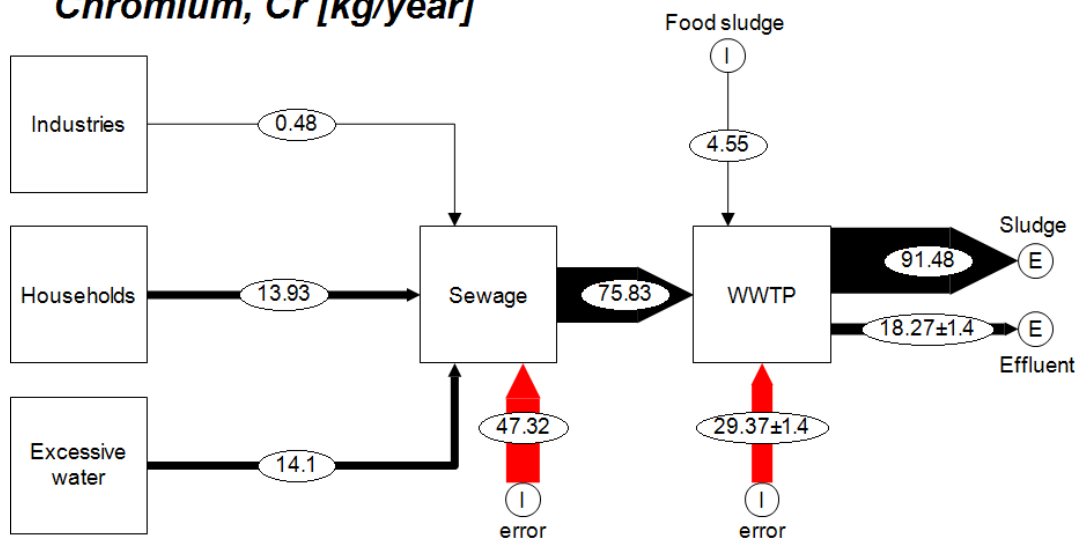 Chromium, Cr [kg/year]
Food sludge
I
Industries
0.48
4.55
Sludge
91.48
E
Households
13.93
Sewage
75.83
WWTP
18.27±1.4
E
Effluent
47.32
29.37±1.4
Excessive
water
14.1
I
error
I
error